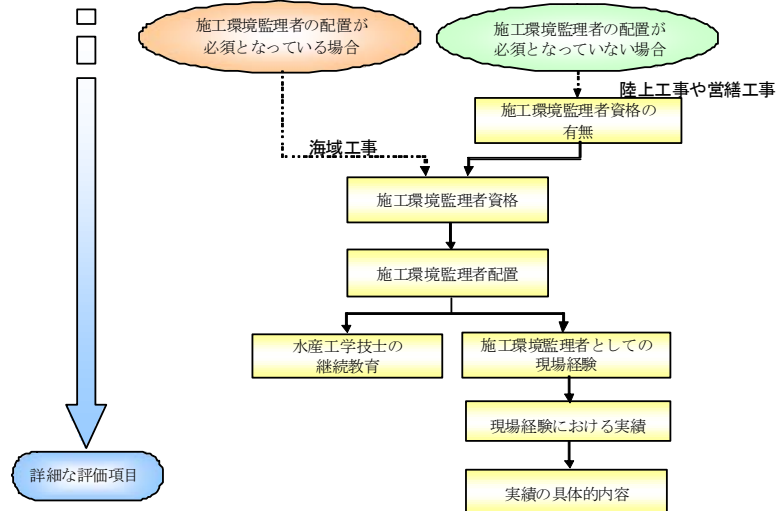 施工環境監理者の配置が
必須となっている場合
施工環境監理者の配置が
必須となっていない場合
陸上工事や営繕工事
施工環境監理者資格の
有無
海域工事
施工環境監理者資格
施工環境監理者配置
水産工学技士の
継続教育
施工環境監理者としての
現場経験
現場経験における実績
詳細な評価項目
実績の具体的内容